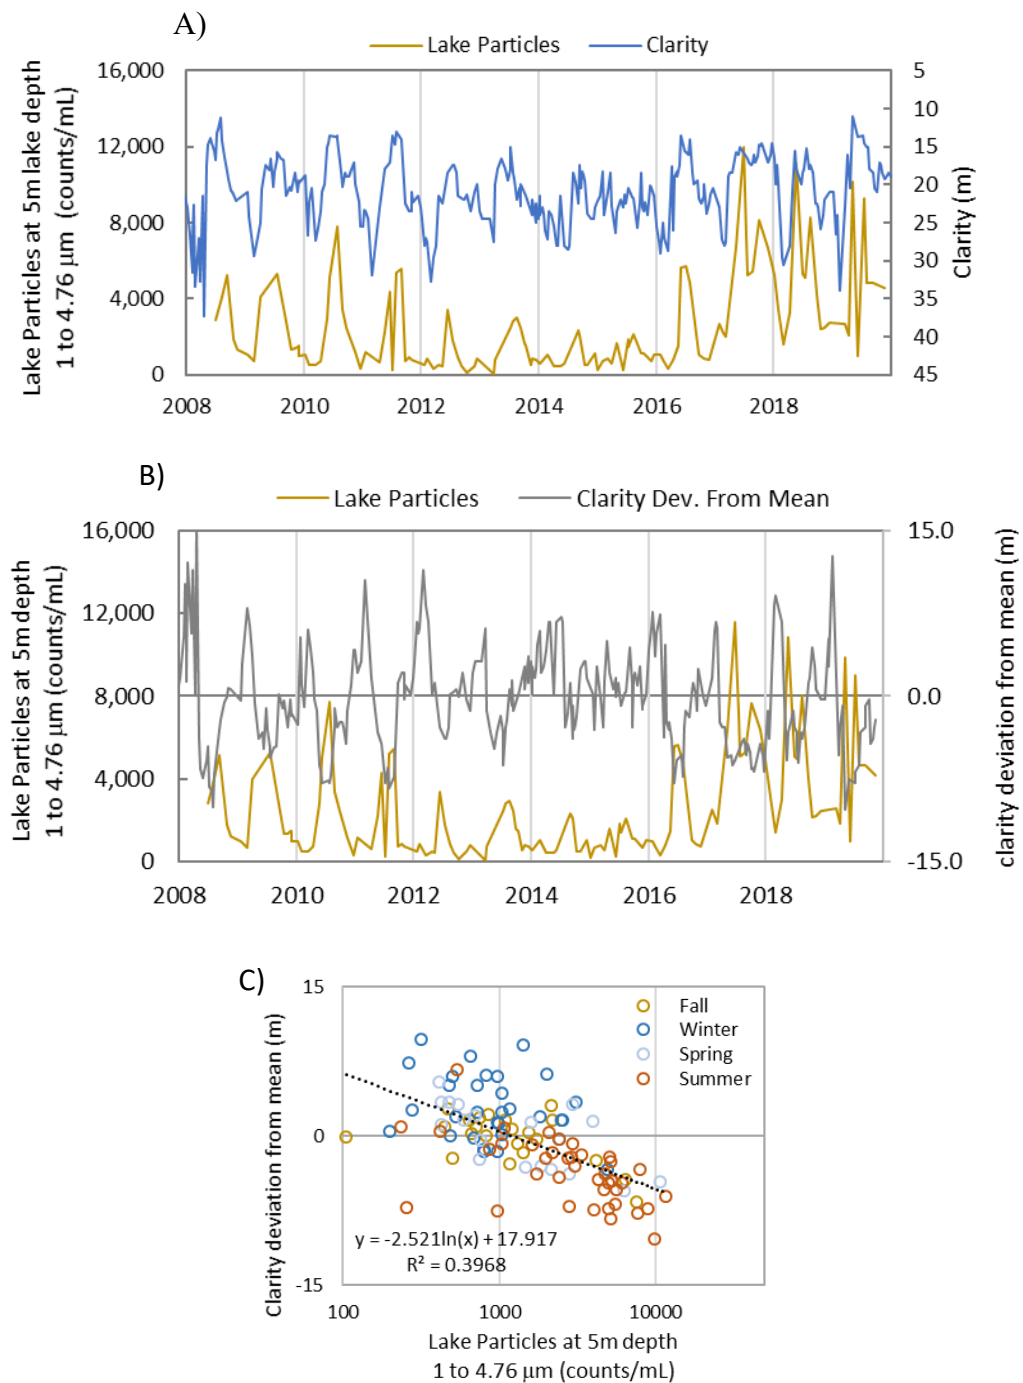 A)
Lake Particles Clarity
Lake Particles at 5m lake depth
1 to 4.76 µm (counts/mL)
16,000
12,000
8,000
4,000
0
5
10
15
20
25
30
35
40
45
Clarity (m)
2008 2010 2012 2014 2016 2018
B)
Lake Particles Clarity Dev. From Mean
Lake Particles at 5m depth
1 to 4.76 µm (counts/mL)
16,000
12,000
8,000
4,000
0
15.0
0.0
-15.0
clarity deviation from mean (m)
2008 2010 2012 2014 2016 2018
C)
Clarity deviation from mean (m)
15
0
-15
Fall
Winter
Spring
Summer
y = -2.521ln(x) + 17.917
R² = 0.3968
100 1000 10000
Lake Particles at 5m depth
1 to 4.76 µm (counts/mL)